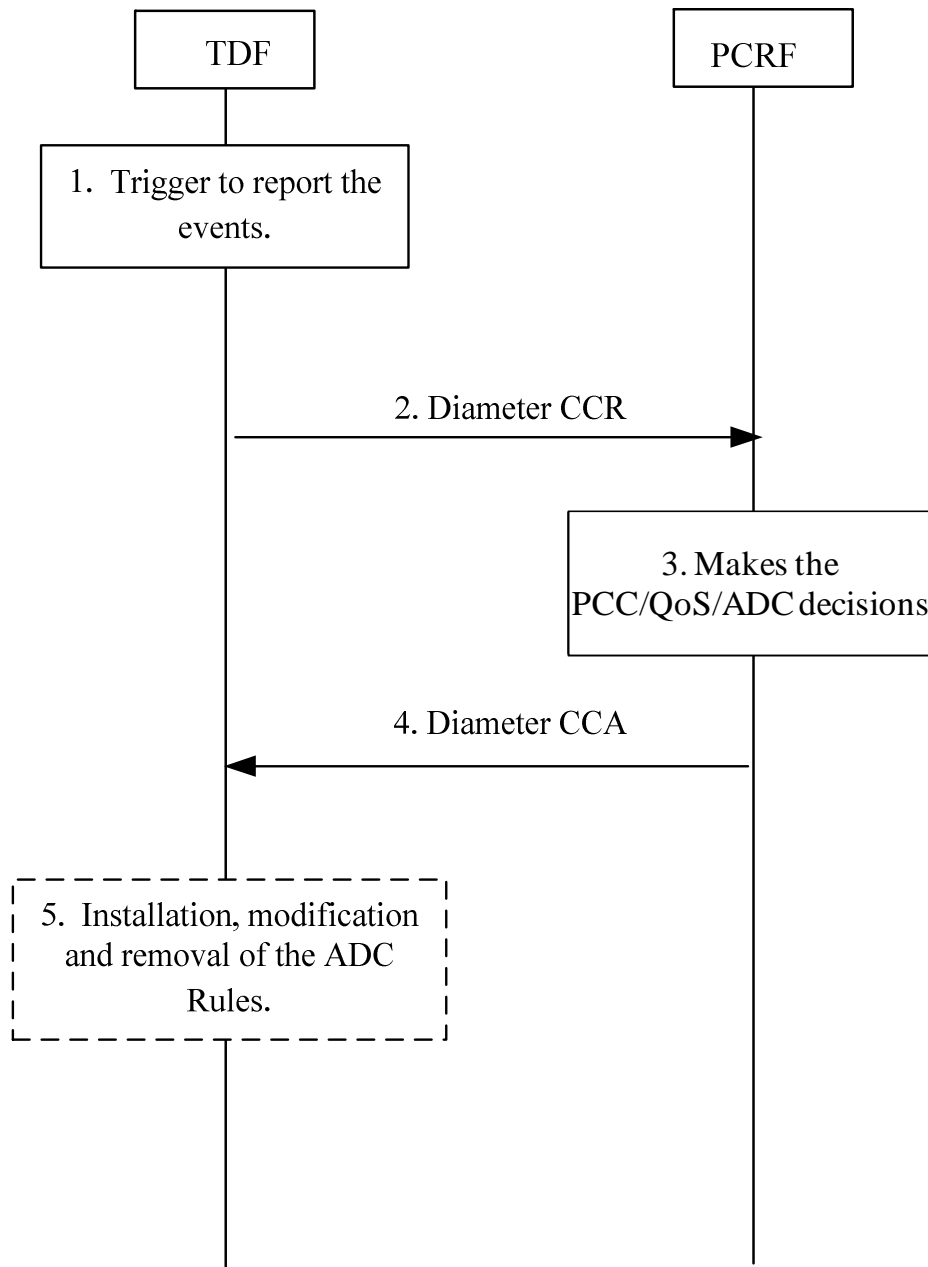 TDF
PCRF
1. Trigger to report the
events.
2. Diameter CCR
3. Makes the
PCC/QoS/ADC decisions
4. Diameter CCA
5. Installation, modification
and removal of the ADC
Rules.